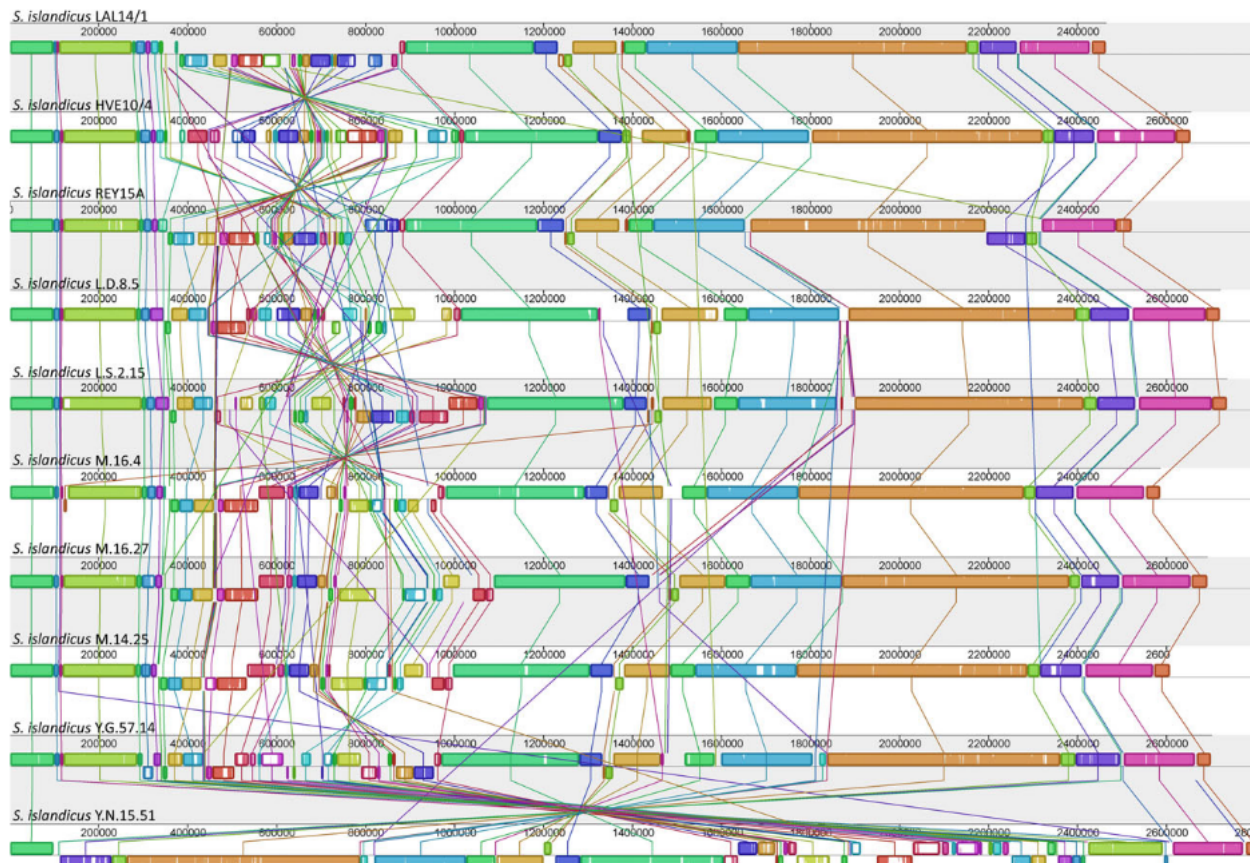 S. islandicus LAL14/1
200000 400000 600000 800000 1000000 1200000 1400000 1600000 1800000 2000000 2200000 2400000
S. islandicus HVE10/4
200000 400000 600000 800000 1000000 1200000 1400000 1600000 1800000 2000000 2200000 2400000 2600000
S. islandicus REY15A
200000 400000 600000 800000 1000000 1200000 1400000 1600000 1800000 2000000 2200000 2400000
S. islandicus L.D.8.5
200000 400000 600000 800000 1000000 1200000 1400000 1600000 1800000 2000000 2200000 2400000 2600000
S. islandicus L.S.2.15
200000 400000 600000 800000 1000000 1200000 1400000 1600000 1800000 2000000 2200000 2400000 2600000
S. islandicus M.16.4
200000 400000 600000 800000 1000000 1200000 1400000 1600000 1800000 2000000 2200000 2400000
S. islandicus M.16.27
200000 400000 600000 800000 1000000 1200000 1400000 1600000 1800000 2000000 2200000 2400000 2600000
S. islandicus M.14.25
200000 400000 600000 800000 1000000 1200000 1400000 1600000 1800000 2000000 2200000 2400000 2600
S. islandicus Y.G.57.14
200000 400000 600000 800000 1000000 1200000 1400000 1600000 1800000 2000000 2200000 2400000 2600000
S. islandicus Y.N.15.51
200000 400000 600000 800000 1000000 1200000 1400000 1600000 1800000 2000000 2200000 2400000 2600000